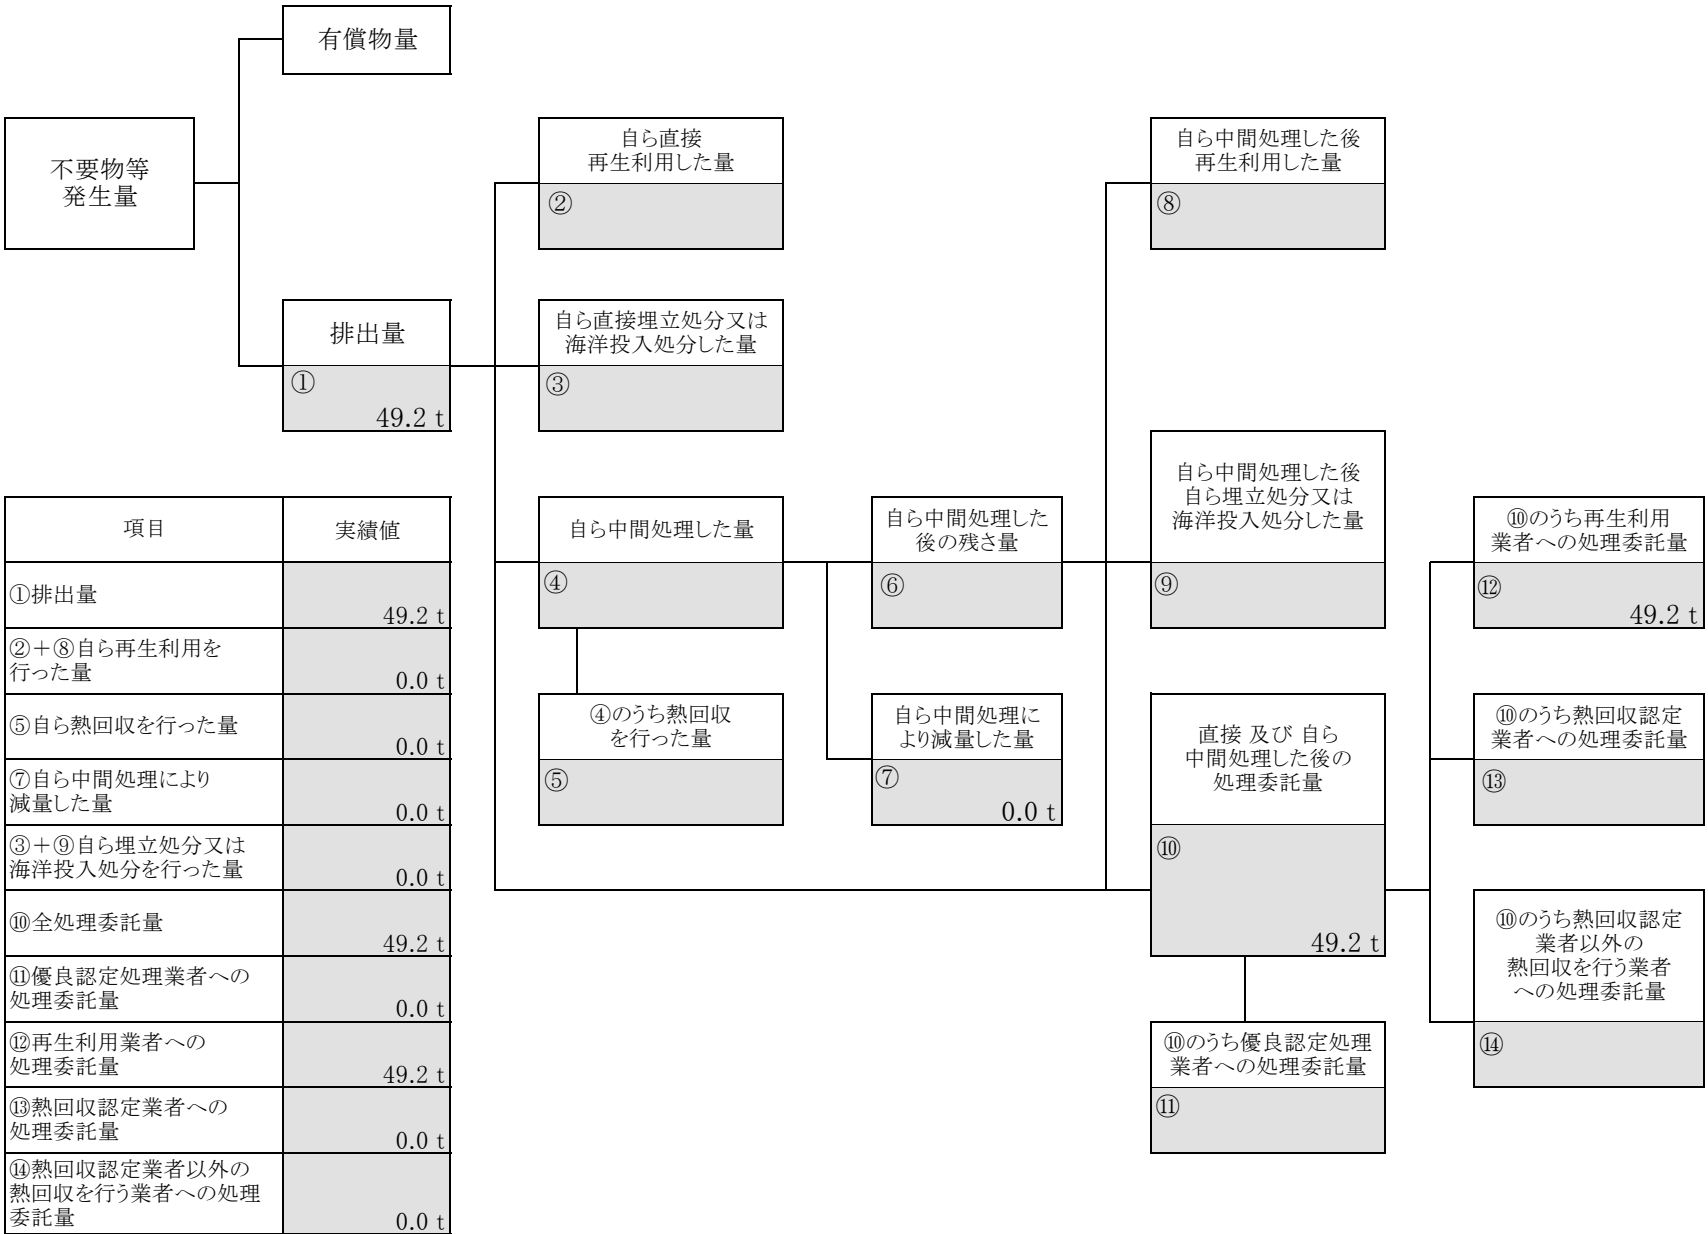 有償物量
不要物等
発生量
排出量
①
49.2 t
自ら直接
再生利用した量
②
自ら直接埋立処分又は
海洋投入処分した量
③
自ら中間処理した量
④
④のうち熱回収
を行った量
⑤
自ら中間処理した
後の残さ量
⑥
自ら中間処理に
より減量した量
⑦
0.0 t
自ら中間処理した後
再生利用した量
⑧
自ら中間処理した後
自ら埋立処分又は
海洋投入処分した量
⑨
直接 及び 自ら
中間処理した後の
処理委託量
⑩
49.2 t
⑩のうち優良認定処理
業者への処理委託量
⑪
⑩のうち再生利用
業者への処理委託量
⑫
49.2 t
⑩のうち熱回収認定
業者への処理委託量
⑬
⑩のうち熱回収認定
業者以外の
熱回収を行う業者
への処理委託量
⑭
項目 実績値
①排出量
49.2 t
②＋⑧自ら再生利用を
行った量
0.0 t
⑤自ら熱回収を行った量
0.0 t
⑦自ら中間処理により
減量した量
0.0 t
③＋⑨自ら埋立処分又は
海洋投入処分を行った量
0.0 t
⑩全処理委託量
49.2 t
⑪優良認定処理業者への
処理委託量
0.0 t
⑫再生利用業者への
処理委託量
49.2 t
⑬熱回収認定業者への
処理委託量
0.0 t
⑭熱回収認定業者以外の
熱回収を行う業者への処理
委託量
0.0 t